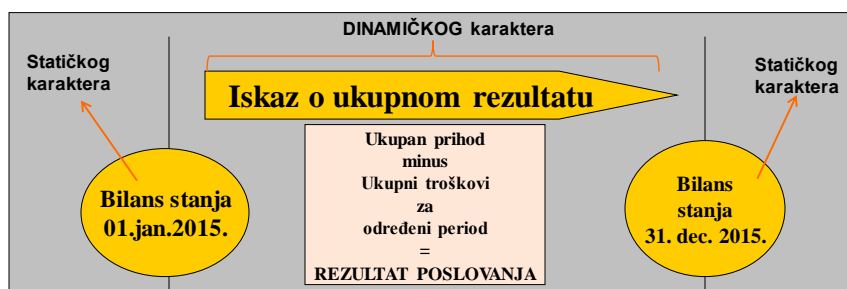 DINAMIČKOG karaktera
Statičkog
karaktera
Statičkog
karaktera
Iskaz o ukupnom rezultatu
Ukupan prihod
minus
Ukupni troškovi
za
određeni period
=
REZULTAT POSLOVANJA
Bilans stanja
01.jan.2015.
Bilans
stanja
31. dec. 2015.